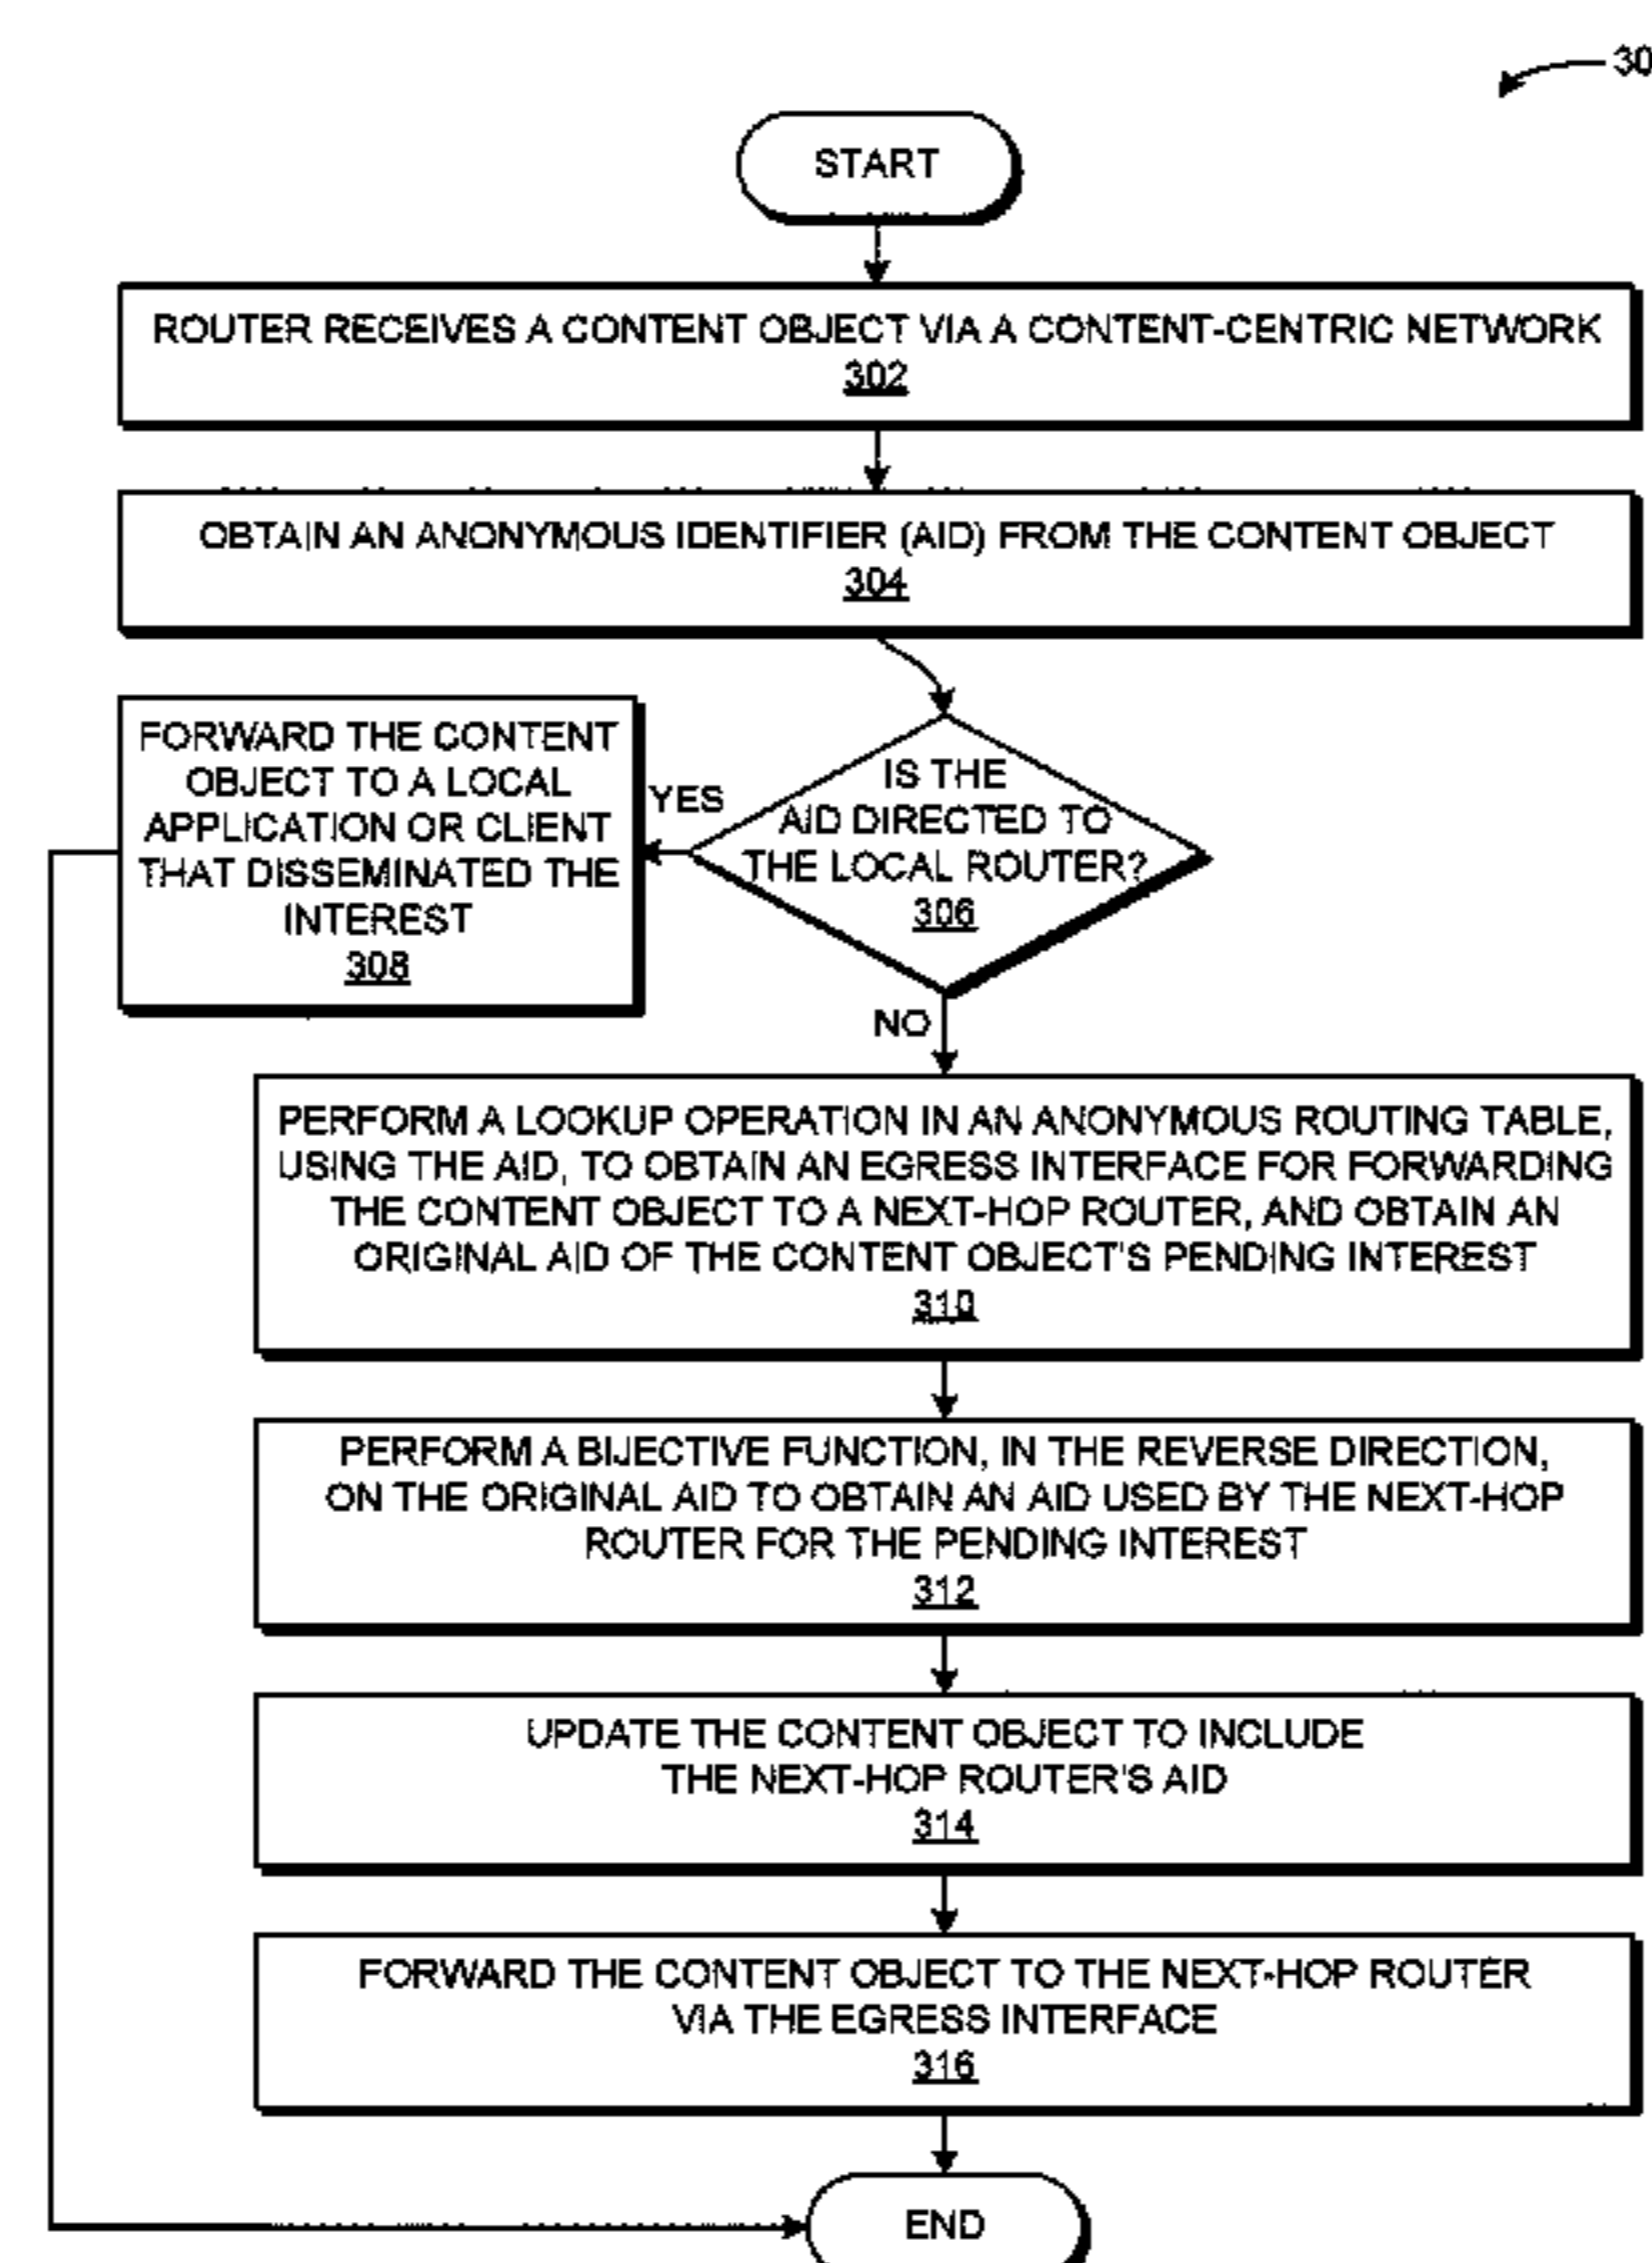 30
START
ROUTER RECEIVES A CONTENT OBJECT VIA A CONTENT-CENTRIC NETWORK
302
OBTAIN AN ANONYMOUS IDENTIFIER (AID) FROM THE CONTENT OBJECT
304
FORWARD THE CONTENT
OBJECT TO A LOCAL
APPLICATION OR CLIENT
THAT DISSEMINATED THE
INTEREST
308
YES
IS THE
AID DIRECTED TO
THE LOCAL ROUTER?
306
NO
PERFORM A LOOKUP OPERATION IN AN ANONYMOUS ROUTING TABLE,
USING THE AID, TO OBTAIN AN EGRESS INTERFACE FOR FORWARDING
THE CONTENT OBJECT TO A NEXT-HOP ROUTER, AND OBTAIN AN
ORIGINAL AID OF THE CONTENT OBJECT'S PENDING INTEREST
310
PERFORM A BIJECTIVE FUNCTION, IN THE REVERSE DIRECTION,
ON THE ORIGINAL AID TO OBTAIN AN AID USED BY THE NEXT-HOP
ROUTER FOR THE PENDING INTEREST
312
UPDATE THE CONTENT OBJECT TO INCLUDE
THE NEXT-HOP ROUTER'S AID
314
FORWARD THE CONTENT OBJECT TO THE NEXT-HOP ROUTER
VIA THE EGRESS INTERFACE
316
END